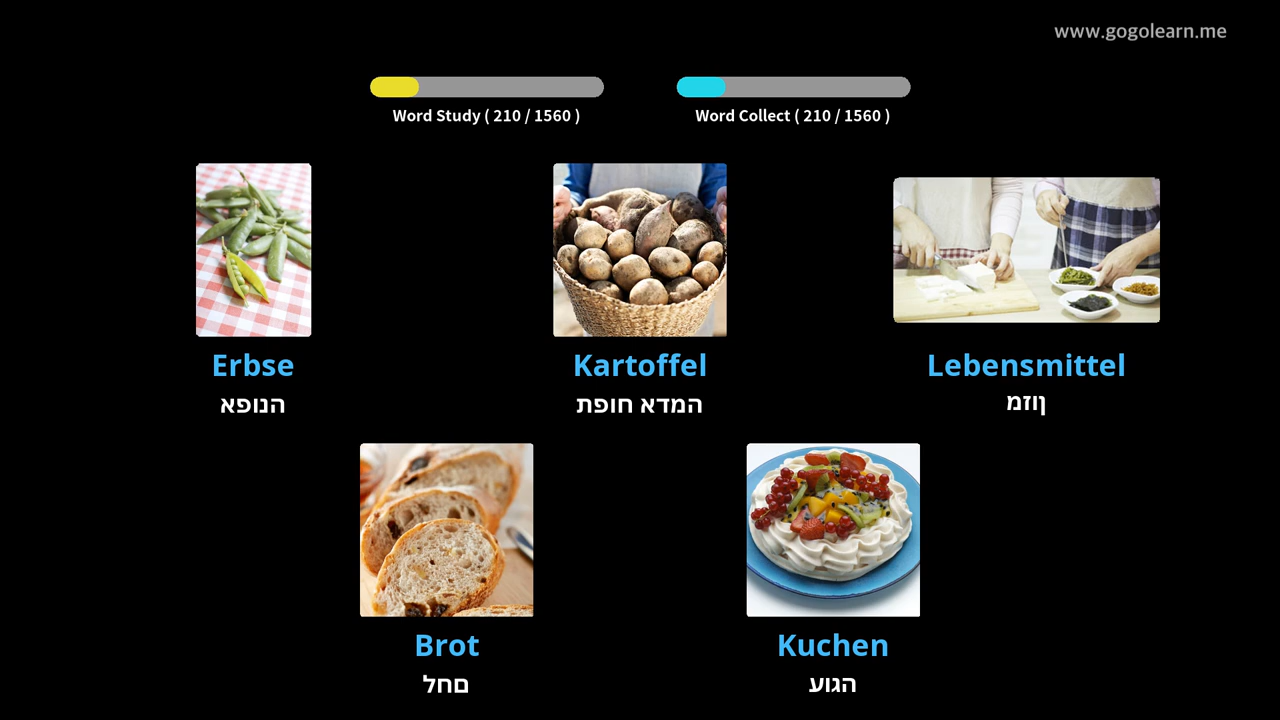 www.gogolearn.me
Word Study ( 210 / 1560 )
Word Collect ( 210 / 1560 )
Erbse
הנופא
Kartoffel
המדא חופת
Lebensmittel
ןוזמ
Brot
םחל
Kuchen
הגוע